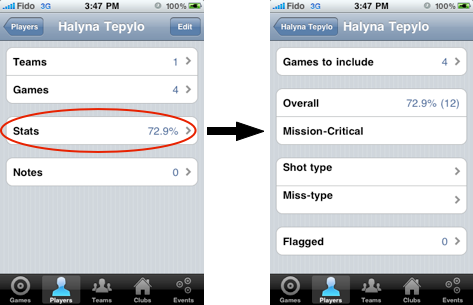 Fido 3G 3:47 PM 100%
Players Halyna Tepylo Edit
Teams 1
Games 4
Stats 72.9%
Notes 0
Games Players Teams Clubs Events
Fido 3G 3:47 PM 100%
Halyna Tepylo Halyna Tepylo
Games to include 4
Overall 72.9% (12)
Mission-Critical
Shot type
Miss-type
Flagged 0
Games Players Teams Clubs Events